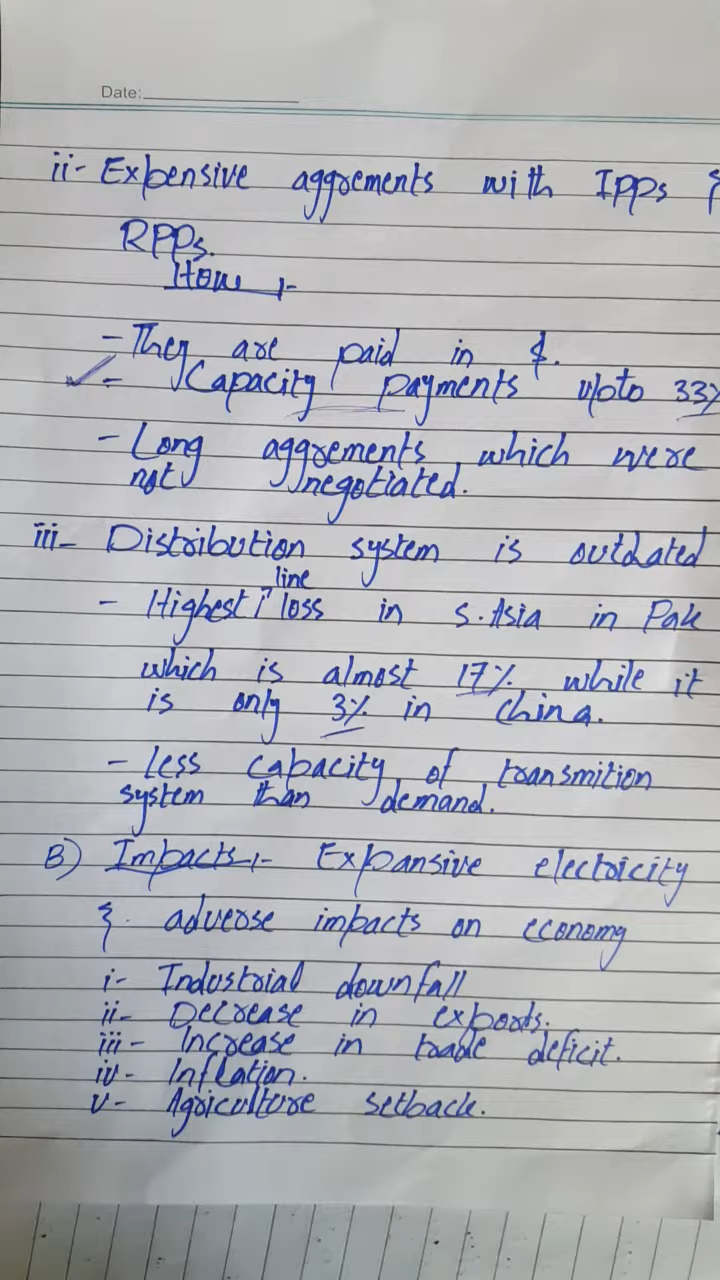 Date:
ii- Expensive aggrements with Ipps &
RPPs.
How :-
- They are paid in $.
- Capacity payments upto 33%
- Long aggrements which were
not negotiated.
iii- Distribution system is outdated
line
- Highest loss in S.Asia in Pak
which is almost 17% while it
is only 3% in china.
- Less capacity of transmition
system than demand.
B) Impacts:- Expansive electricity
& adverse impacts on economy
i- Industrial downfall
ii- Decrease in exports.
iii- Increase in trade deficit.
iv- Inflation.
v- Agriculture setback.